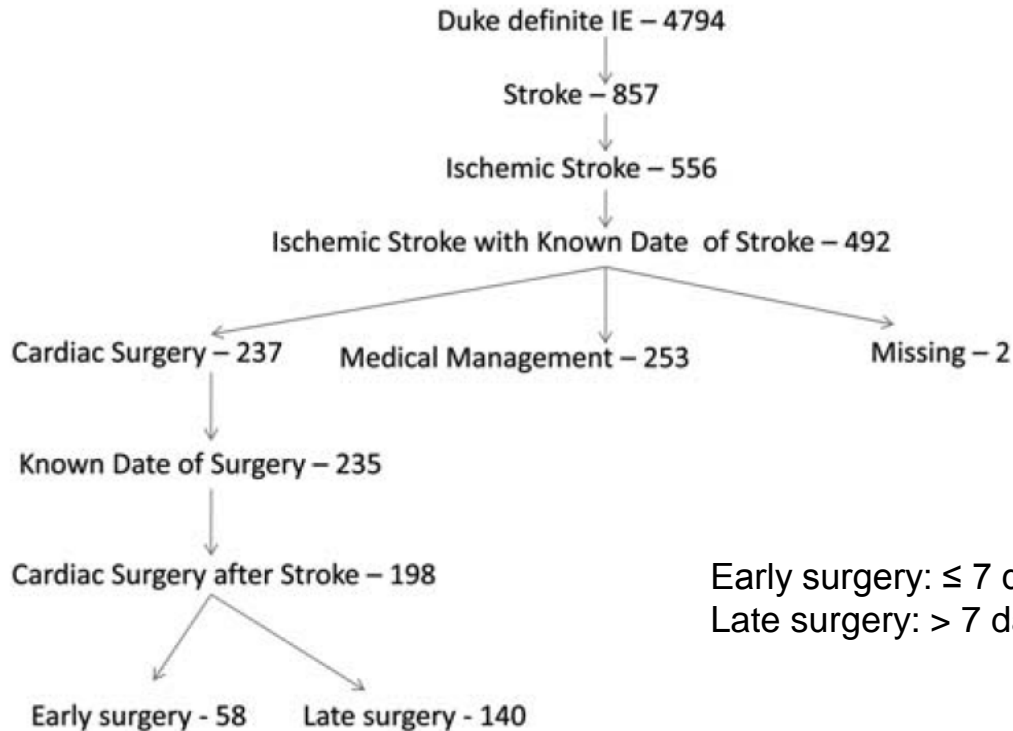 Duke definite IE – 4794
Stroke – 857
Ischemic Stroke – 556
Ischemic Stroke with Known Date of Stroke – 492
Cardiac Surgery – 237 Medical Management – 253 Missing – 2
Known Date of Surgery – 235
Cardiac Surgery after Stroke – 198
Early surgery: ≤ 7
Late surgery: > 7
Early surgery - 58 Late surgery - 140